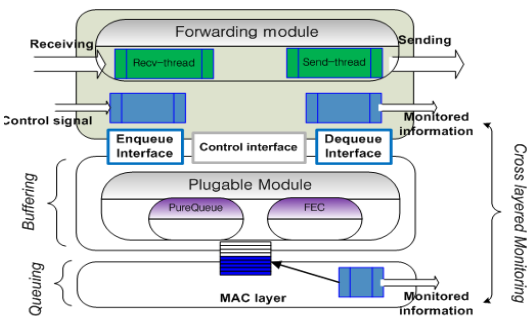 Forwarding module
Receiving
Sending
Recv-thread
Send-thread
Control signal
Monitored
information
Enqueue
Interface
Control interface
Dequeue
Interface
Plugable Module
PureQueue
FEC
Buffering
Queuing
MAC layer
Monitored
information
Cross layered Monitoring